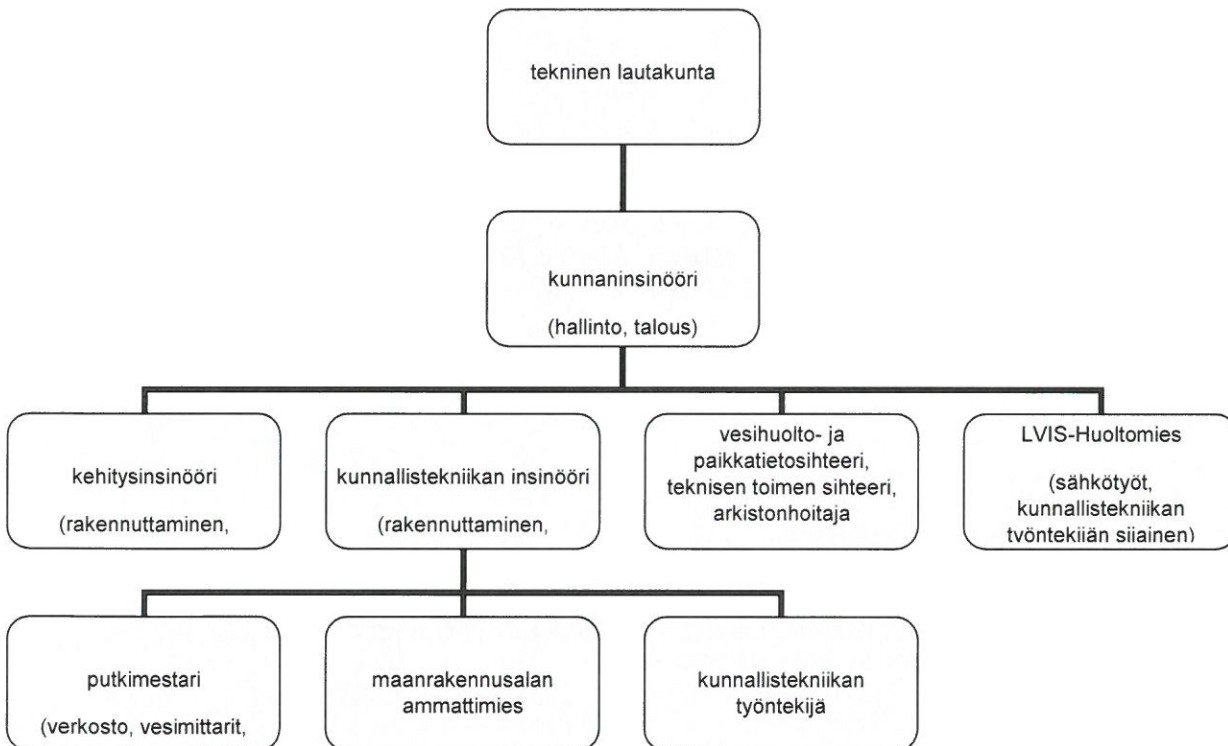 tekninen lautakunta
kunnaninsinööri
(hallinto, talous)
kehitysinsinööri
(rakennuttaminen,
kunnallistekniikan insinööri
(rakennuttaminen,
vesihuolto- ja
paikkatietosihteeri,
teknisen toimen sihteeri,
arkistonhoitaja
LVIS-Huoltomies
(sähkötyöt,
kunnallistekniikan
työntekijän sijainen)
putkimestari
(verkosto, vesimittarit,
maanrakennusalan
ammattimies
kunnallistekniikan
työntekijä